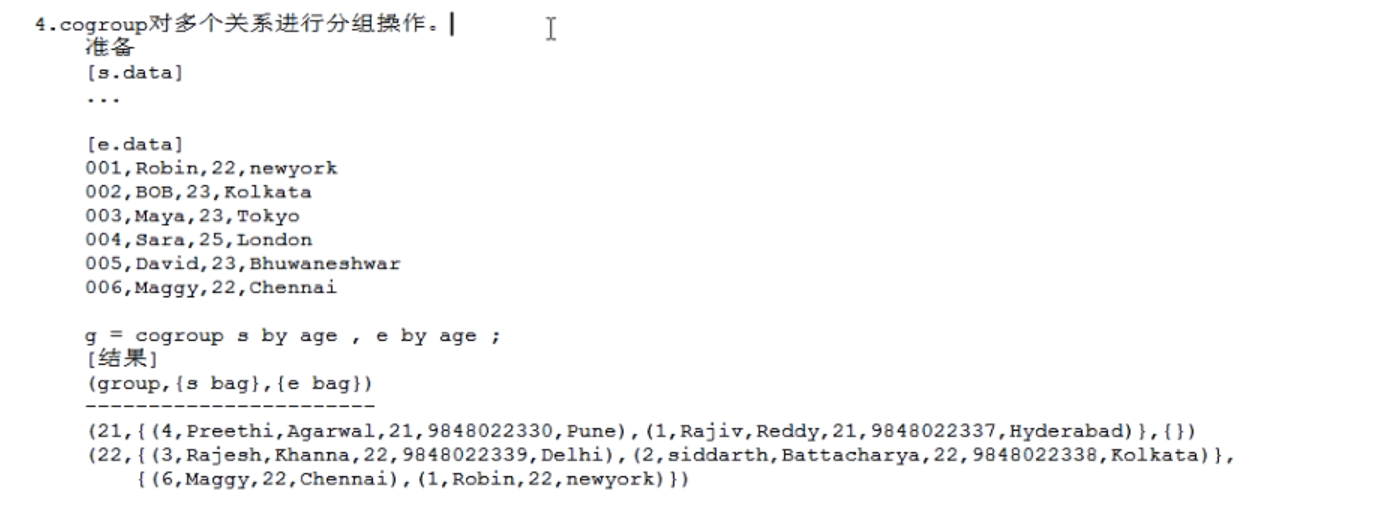 4.cogroup对多个关系进行分组操作。
准备
[s.data]
...
[e.data]
001,Robin,22,newyork
002,BOB,23,Kolkata
003,Maya,23,Tokyo
004,Sara,25,London
005,David,23,Bhuwaneshwar
006,Maggy,22,Chennai
g = cogroup s by age , e by age ;
[结果]
(group,{s bag},{e bag})
-----------------------
(21,{(4,Preethi,Agarwal,21,9848022330,Pune),(1,Rajiv,Reddy,21,9848022337,Hyderabad)},{})
(22,{(3,Rajesh,Khanna,22,9848022339,Delhi),(2,siddarth,Battacharya,22,9848022338,Kolkata)},
{(6,Maggy,22,Chennai),(1,Robin,22,newyork)})